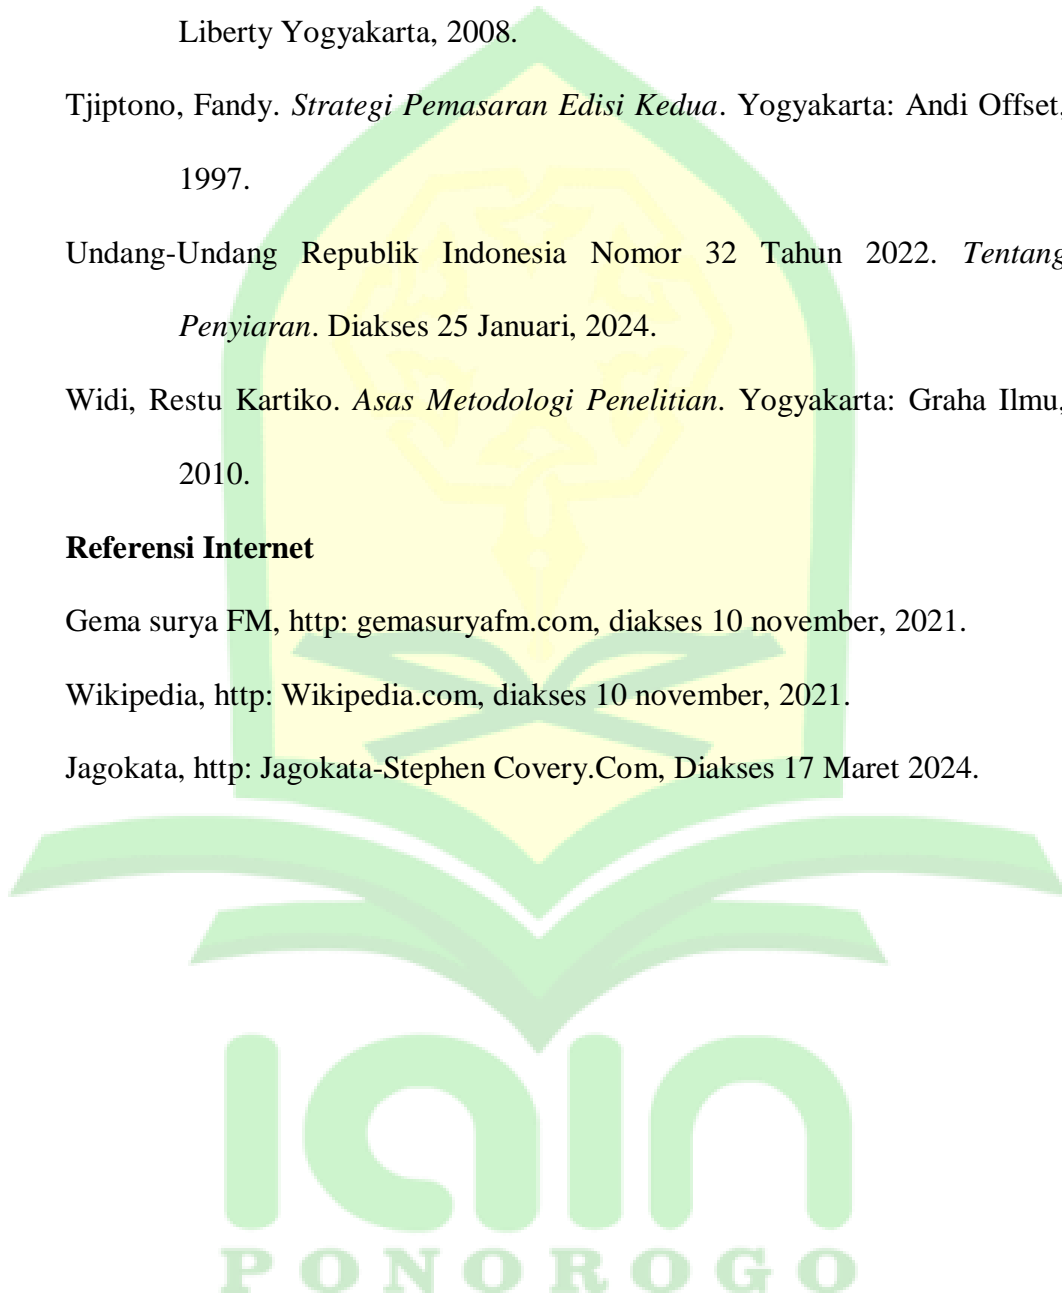 Liberty Yogyakarta, 2008.
Tjiptono, Fandy. Strategi Pemasaran Edisi Kedua. Yogyakarta: Andi Offset,
1997.
Undang-Undang Republik Indonesia Nomor 32 Tahun 2022. Tentang
Penyiaran. Diakses 25 Januari, 2024.
Widi, Restu Kartiko. Asas Metodologi Penelitian. Yogyakarta: Graha Ilmu,
2010.
Referensi Internet
Gema surya FM, http: gemasuryafm.com, diakses 10 november, 2021.
Wikipedia, http: Wikipedia.com, diakses 10 november, 2021.
Jagokata, http: Jagokata-Stephen Covery.Com, Diakses 17 Maret 2024.
iain
PONOROGO